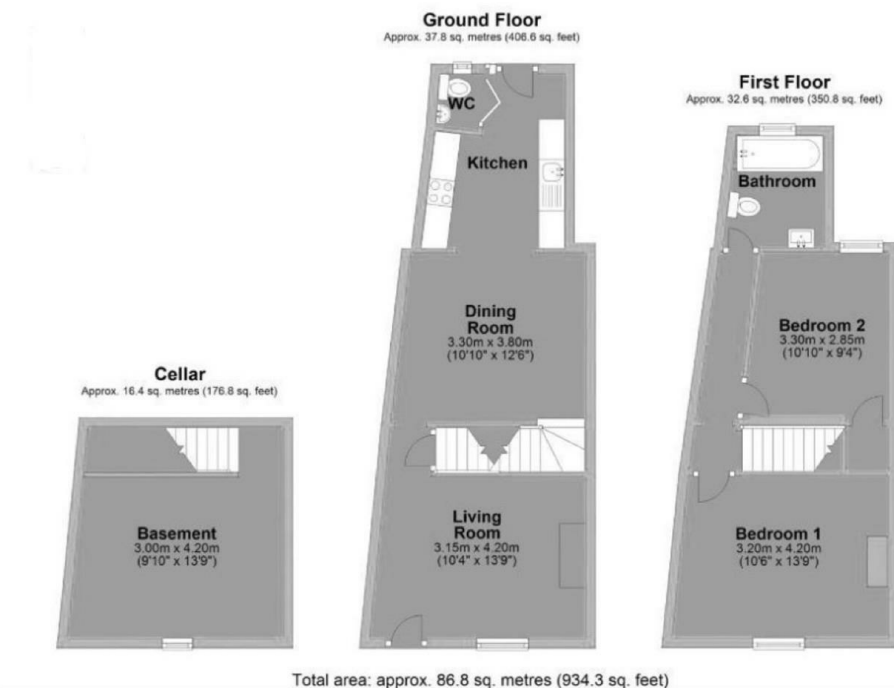 Ground Floor
Approx. 37.8 sq. metres (406.6 sq. feet)
WC
Kitchen
Dining
Room
3.30m x 3.80m
(10'10" x 12'6")
Living
Room
3.15m x 4.20m
(10'4" x 13'9")
First Floor
Approx. 32.6 sq. metres (350.8 sq. feet)
Bathroom
Bedroom 2
3.30m x 2.85m
(10'10" x 9'4")
Bedroom 1
3.20m x 4.20m
(10'6" x 13'9")
Cellar
Approx. 16.4 sq. metres (176.8 sq. feet)
Basement
3.00m x 4.20m
(9'10" x 13'9")
Total area: approx. 86.8 sq. metres (934.3 sq. feet)